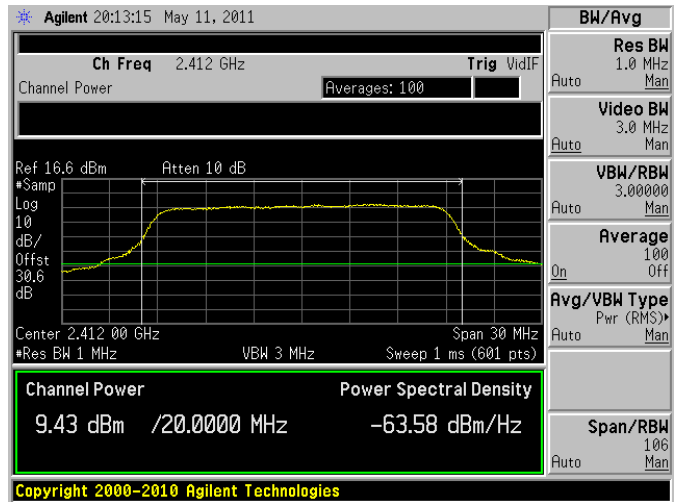 Agilent 20:13:15 May 11, 2011
BW/Avg
Ch Freq 2.412 GHz Trig VidIF
Channel Power Averages: 100
Res BW
1.0 MHz
Auto Man
Video BW
3.0 MHz
Auto Man
Ref 16.6 dBm Atten 10 dB
#Samp
Log
10
dB/
Offst
30.6
dB
VBW/RBW
3.00000
Auto Man
Average
100
On Off
Avg/VBW Type
Pwr (RMS)▸
Auto Man
Center 2.412 00 GHz Span 30 MHz
#Res BW 1 MHz VBW 3 MHz Sweep 1 ms (601 pts)
Channel Power Power Spectral Density
9.43 dBm /20.0000 MHz -63.58 dBm/Hz
Span/RBW
106
Auto Man
Copyright 2000-2010 Agilent Technologies